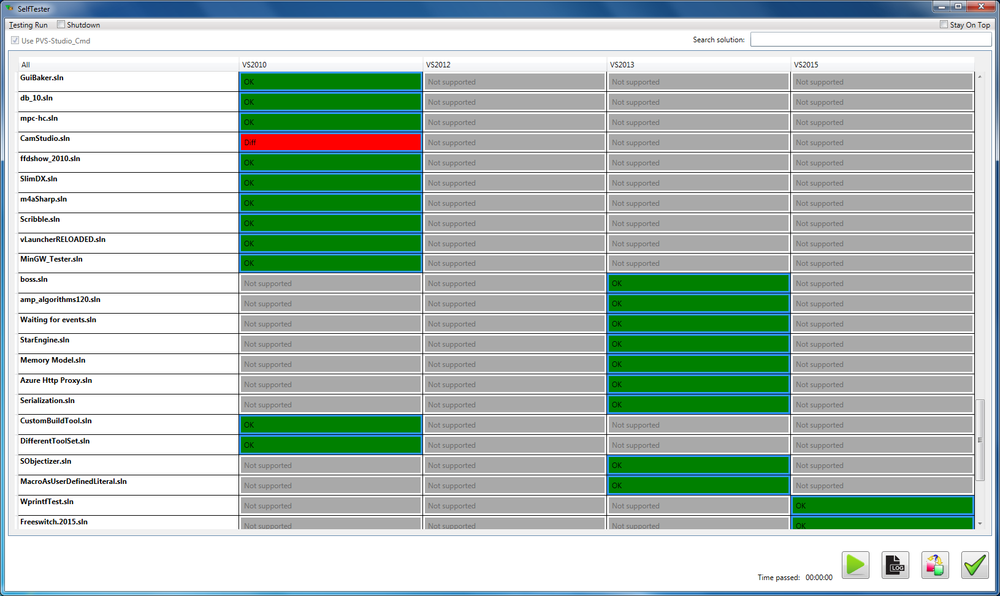 SelfTester
Testing Run Shutdown Stay On Top
Use PVS-Studio_Cmd Search solution:
All VS2010 VS2012 VS2013 VS2015
GuiBaker.sln OK Not supported Not supported Not supported
db_10.sln OK Not supported Not supported Not supported
mpc-hc.sln OK Not supported Not supported Not supported
CamStudio.sln Diff Not supported Not supported Not supported
ffdshow_2010.sln OK Not supported Not supported Not supported
SlimDX.sln OK Not supported Not supported Not supported
m4aSharp.sln OK Not supported Not supported Not supported
Scribble.sln OK Not supported Not supported Not supported
vLauncherRELOADED.sln OK Not supported Not supported Not supported
MinGW_Tester.sln OK Not supported Not supported Not supported
boss.sln Not supported Not supported OK Not supported
amp_algorithms120.sln Not supported Not supported OK Not supported
Waiting for events.sln Not supported Not supported OK Not supported
StarEngine.sln Not supported Not supported OK Not supported
Memory Model.sln Not supported Not supported OK Not supported
Azure Http Proxy.sln Not supported Not supported OK Not supported
Serialization.sln Not supported Not supported OK Not supported
CustomBuildTool.sln OK Not supported Not supported Not supported
DifferentToolSet.sln OK Not supported Not supported Not supported
SObjectizer.sln Not supported Not supported OK Not supported
MacroAsUserDefinedLiteral.sln Not supported Not supported OK Not supported
WprintfTest.sln Not supported Not supported Not supported OK
Freeswitch.2015.sln Not supported Not supported Not supported OK
LOG
Time passed: 00:00:00